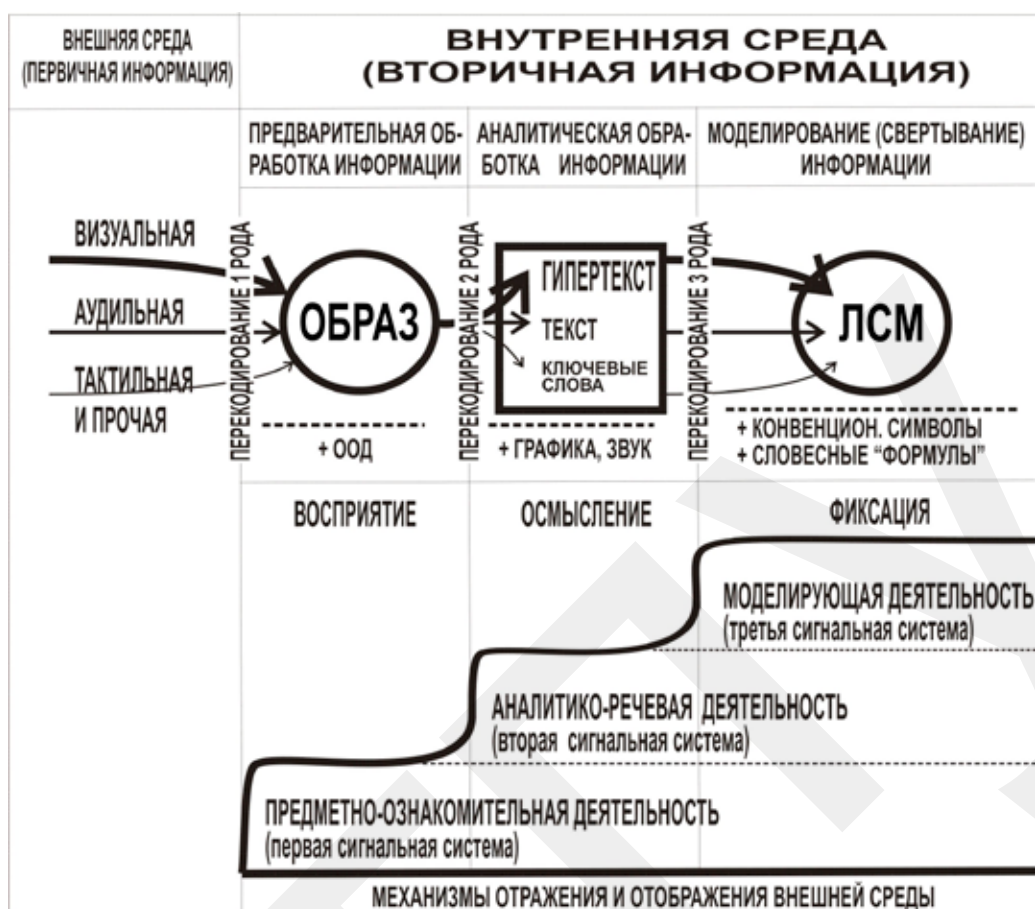 ВНЕШНЯЯ СРЕДА
(ПЕРВИЧНАЯ ИНФОРМАЦИЯ)
ВНУТРЕННЯЯ СРЕДА
(ВТОРИЧНАЯ ИНФОРМАЦИЯ)
ПРЕДВАРИТЕЛЬНАЯ ОБ-
РАБОТКА ИНФОРМАЦИИ
АНАЛИТИЧЕСКАЯ ОБРА-
БОТКА ИНФОРМАЦИИ
МОДЕЛИРОВАНИЕ (СВЕРТЫВАНИЕ)
ИНФОРМАЦИИ
ВИЗУАЛЬНАЯ
АУДИЛЬНАЯ
ТАКТИЛЬНАЯ
И ПРОЧАЯ
ПЕРЕКОДИРОВАНИЕ 1 РОДА
ОБРАЗ
+ ООД
ПЕРЕКОДИРОВАНИЕ 2 РОДА
ГИПЕРТЕКСТ
ТЕКСТ
КЛЮЧЕВЫЕ
СЛОВА
+ ГРАФИКА, ЗВУК
ПЕРЕКОДИРОВАНИЕ 3 РОДА
ЛСМ
+ КОНВЕНЦИОН. СИМВОЛЫ
+ СЛОВЕСНЫЕ “ФОРМУЛЫ”
ВОСПРИЯТИЕ
ОСМЫСЛЕНИЕ
ФИКСАЦИЯ
МОДЕЛИРУЮЩАЯ ДЕЯТЕЛЬНОСТЬ
(третья сигнальная система)
АНАЛИТИКО-РЕЧЕВАЯ ДЕЯТЕЛЬНОСТЬ
(вторая сигнальная система)
ПРЕДМЕТНО-ОЗНАКОМИТЕЛЬНАЯ ДЕЯТЕЛЬНОСТЬ
(первая сигнальная система)
МЕХАНИЗМЫ ОТРАЖЕНИЯ И ОТОБРАЖЕНИЯ ВНЕШНЕЙ СРЕДЫ